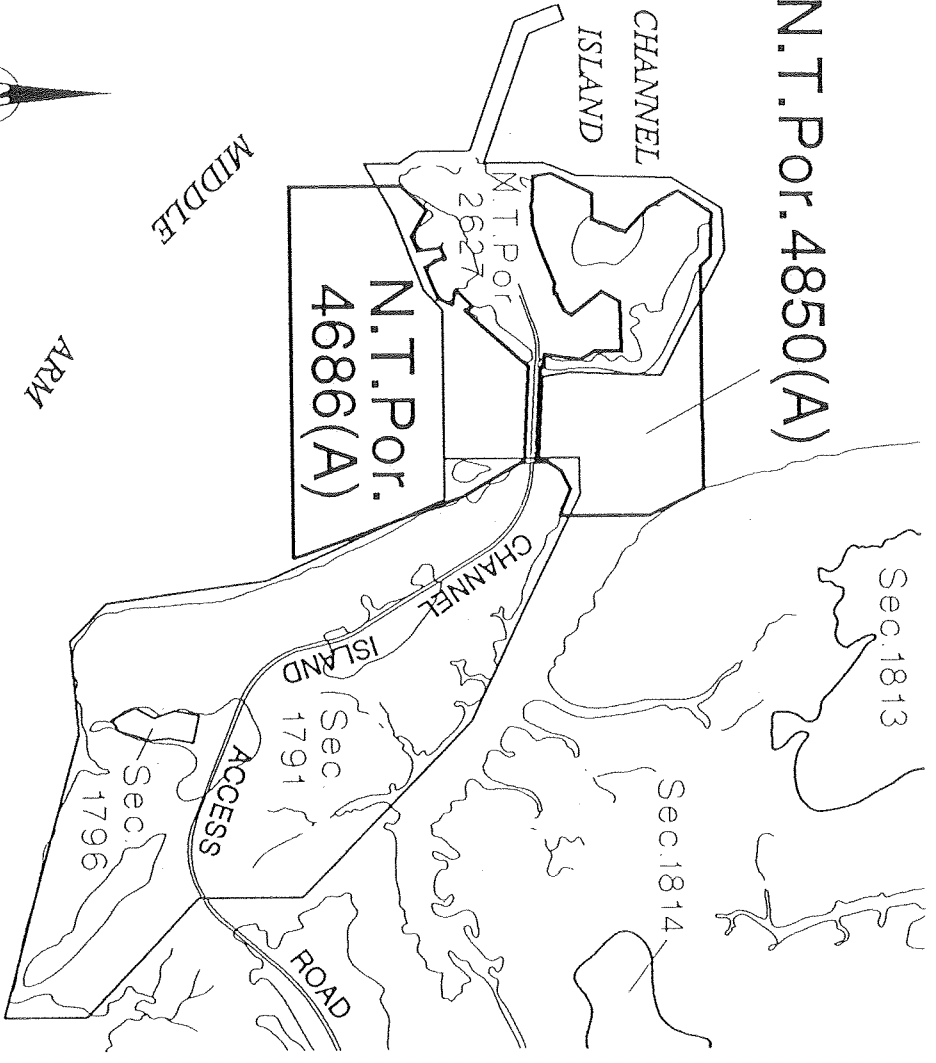 N.T.Por.4850(A)
CHANNEL
ISLAND
N.T.Por
2627
MIDDLE
ARM
N.T.Por.
4686(A)
CHANNEL
ISLAND
ACCESS
ROAD
Sec.1813
Sec.1814
Sec
1791
Sec.
1796